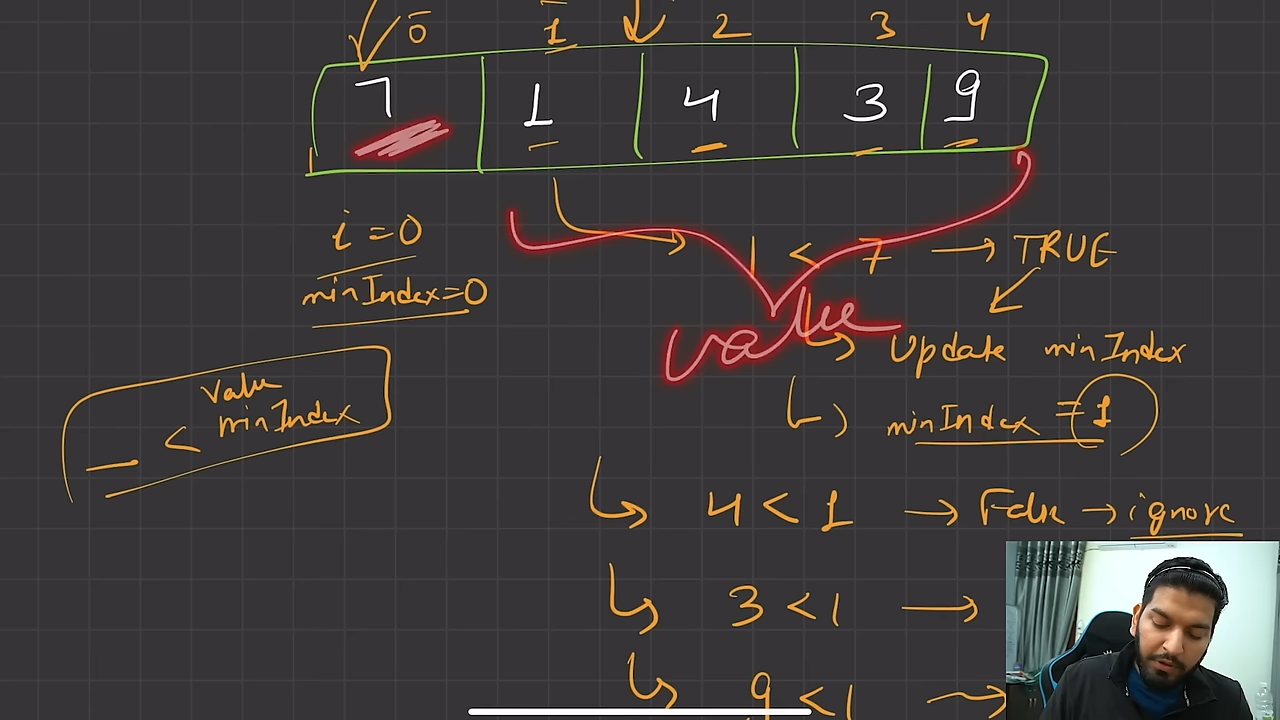 0 1 2 3 4
7 1 4 3 9
i = 0
minIndex = 0
1 < 7 → TRUE
value
Update minIndex
minIndex = 1
value
_ < minIndex
4 < 1 → False → ignore
3 < 1 →
9 < 1 →